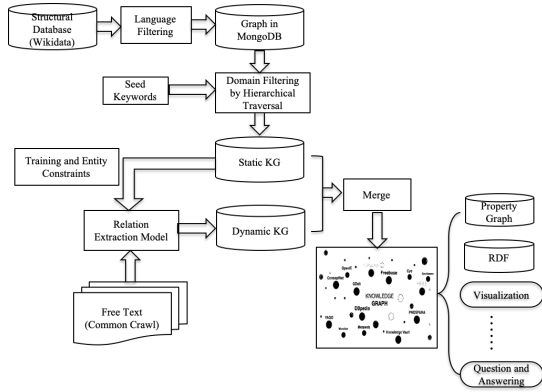 Structural
Database
(Wikidata)
Language
Filtering
Graph in
MongoDB
Seed
Keywords
Domain Filtering
by Hierarchical
Traversal
Training and Entity
Constraints
Static KG
Merge
Relation
Extraction Model
Dynamic KG
Free Text
(Common Crawl)
OpenIE
Freebase
Cyc
KNOWLEDGE
GRAPH
DBpedia
YAGO
Knowledge Vault
Property
Graph
RDF
Visualization
Question and
Answering